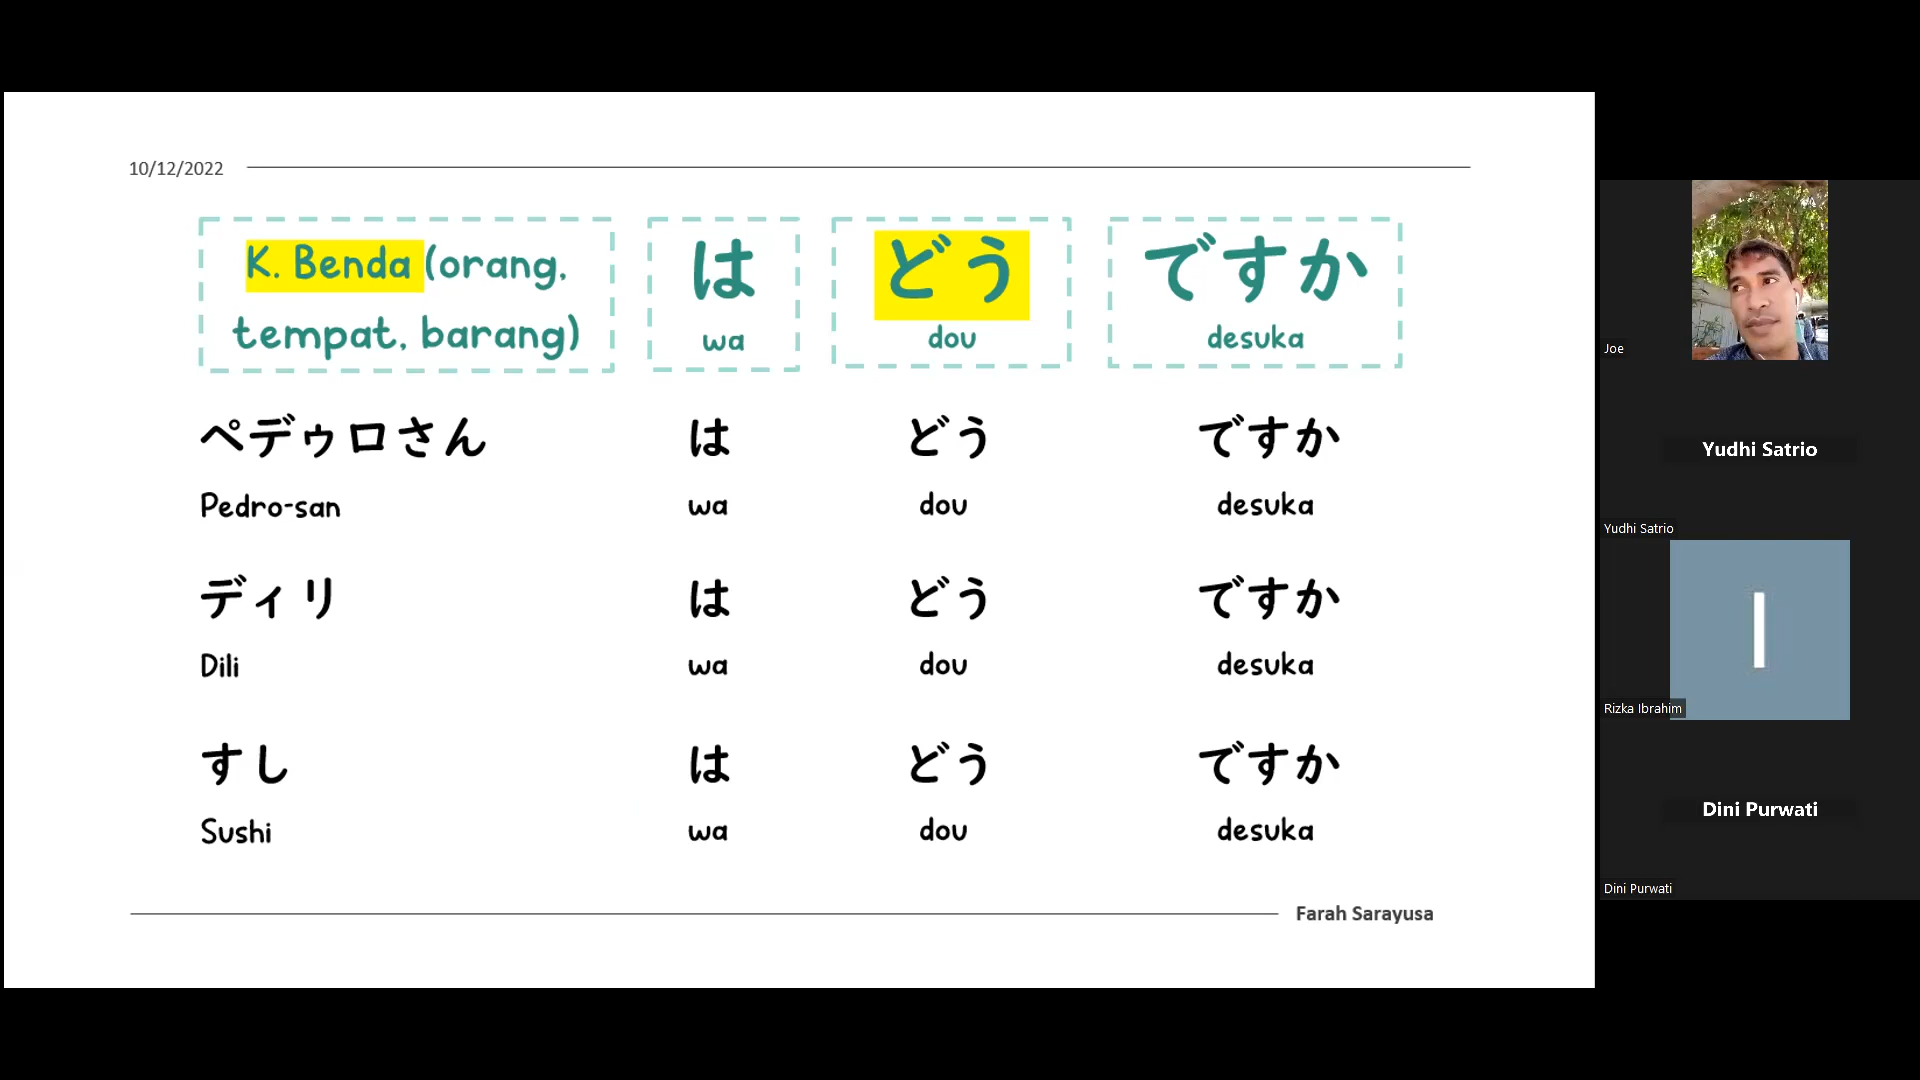 10/12/2022
K. Benda (orang, tempat, barang)
は
wa
どう
dou
ですか
desuka
ペデゥロさん は どう ですか
Pedro-san wa dou desuka
ディリ は どう ですか
Dili wa dou desuka
すし は どう ですか
Sushi wa dou desuka
Farah Sarayusa
Joe
Yudhi Satrio
Yudhi Satrio
I
Rizka Ibrahim
Dini Purwati
Dini Purwati